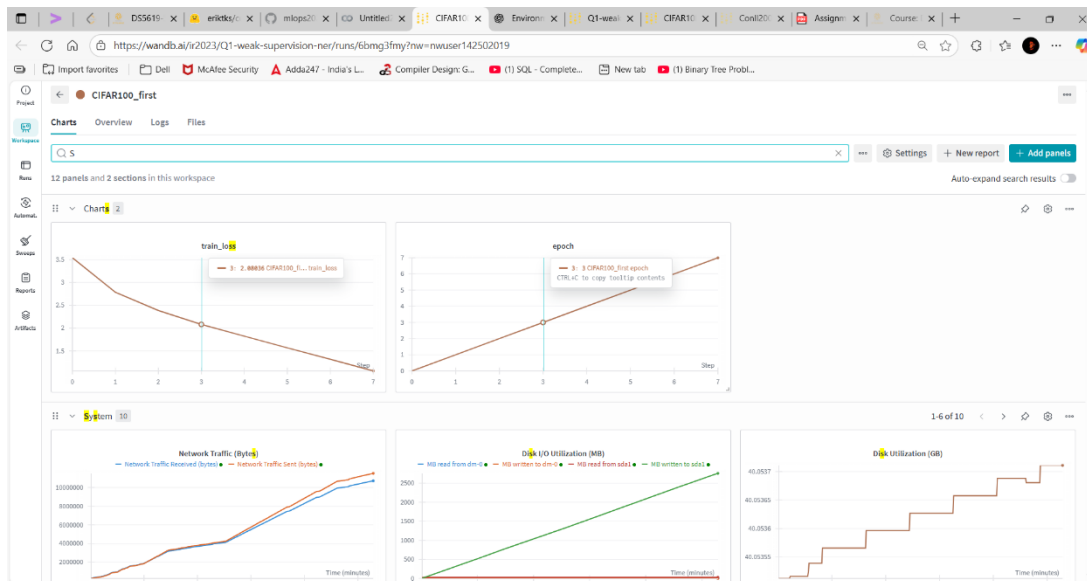 DS5619-
eriktks/c
mlops20
Untitled
CIFAR10
Environm
Q1-weak
CIFAR10
Conll200
Assignm
Course:
https://wandb.ai/ir2023/Q1-weak-supervision-ner/runs/6bmg3fmy?nw=nwuser142502019
Import favorites
Dell
McAfee Security
Adda247 - India's L...
Compiler Design: G...
(1) SQL - Complete...
New tab
(1) Binary Tree Probl...
Project
CIFAR100_first
Charts Overview Logs Files
Workspace
S
Settings
New report
Add panels
Runs
12 panels and 2 sections in this workspace
Auto-expand search results
Automat..
Charts 2
Sweeps
Reports
Artifacts
train_loss
3: 2.08036 CIFAR100_fi... train_loss
3.5
3
2.5
2
1.5
Step
0 1 2 3 4 5 6 7
epoch
3: 3 CIFAR100_first epoch
CTRL+C to copy tooltip contents
7
6
5
4
3
2
1
0
Step
0 1 2 3 4 5 6 7
System 10
1-6 of 10
Network Traffic (Bytes)
Network Traffic Received (bytes) Network Traffic Sent (bytes)
10000000
8000000
6000000
4000000
2000000
Time (minutes)
Disk I/O Utilization (MB)
MB read from dm-0 MB written to dm-0 MB read from sda1 MB written to sda1
2500
2000
1500
1000
500
0
Time (minutes)
Disk Utilization (GB)
40.0537
40.05365
40.0536
40.05355
Time (minutes)